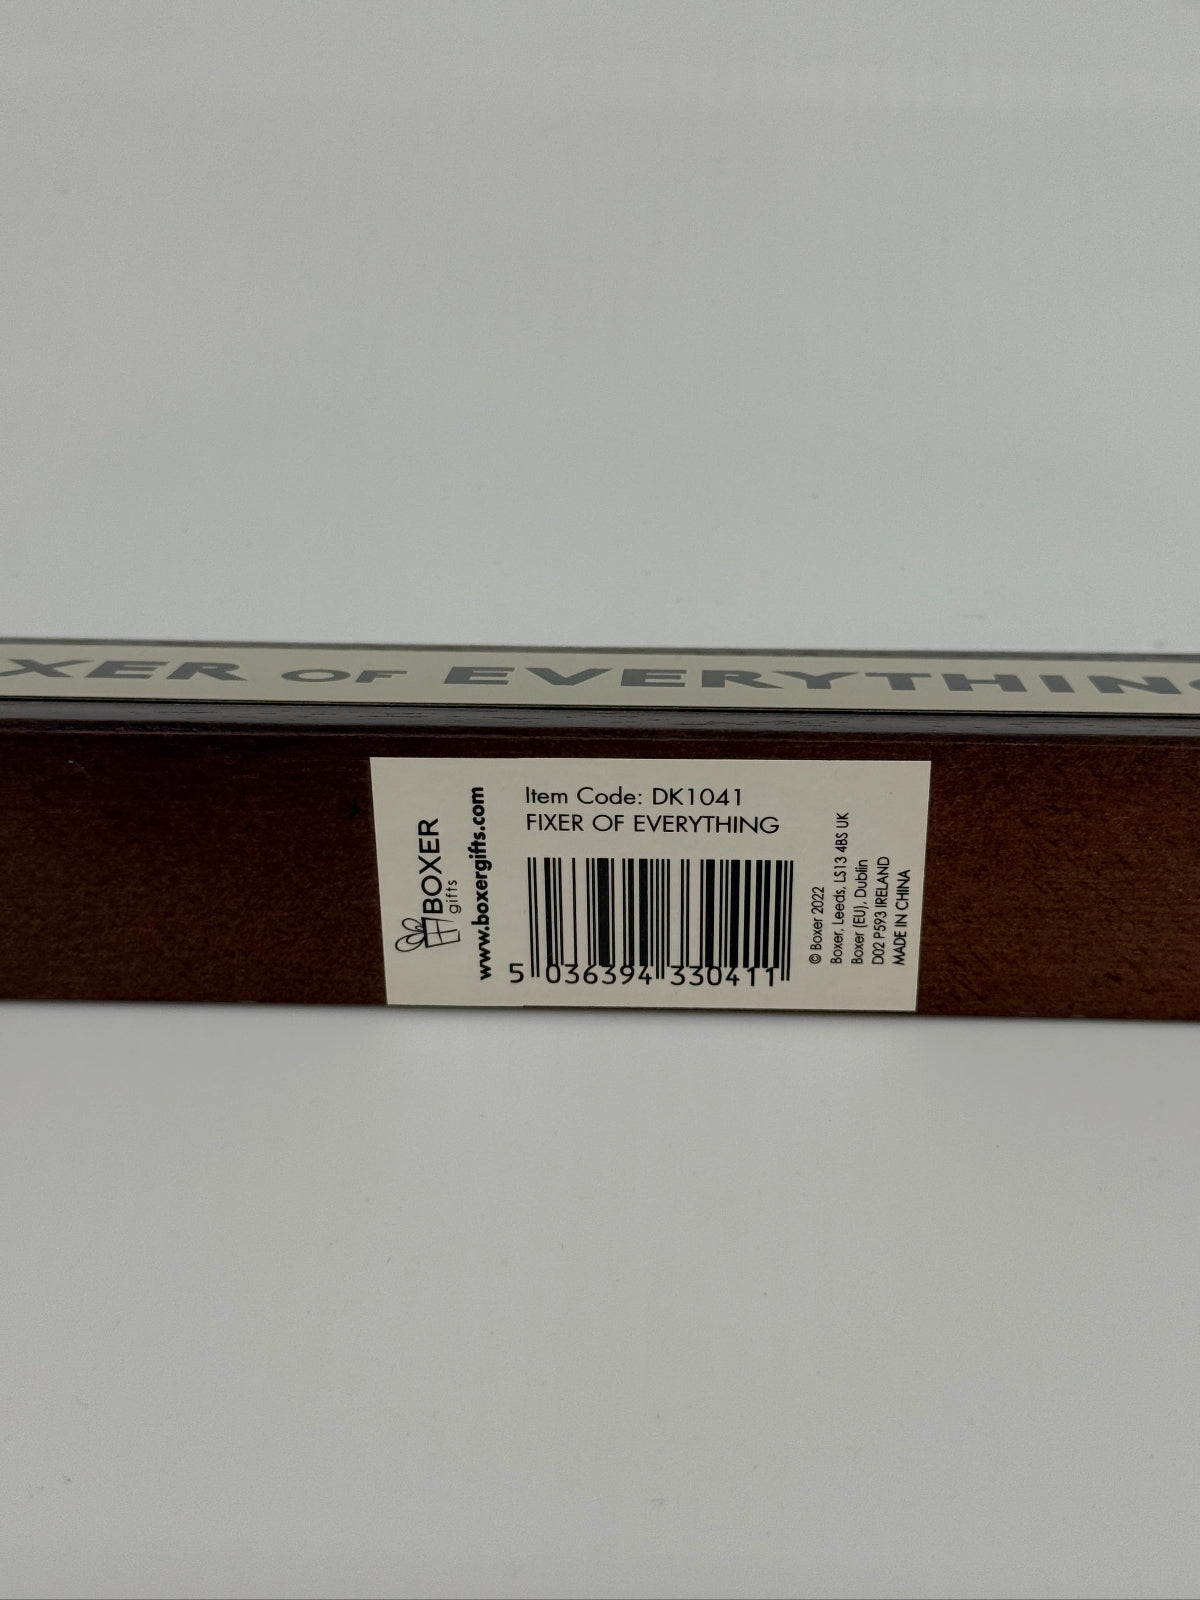 XER OF EVERYTHING
BOXER
gifts
www.boxergifts.com
Item Code: DK1041
FIXER OF EVERYTHING
5 036394 330411
© Boxer 2022
Boxer, Leeds, LS13 4BS UK
Boxer (EU), Dublin
D02 P593 IRELAND
MADE IN CHINA